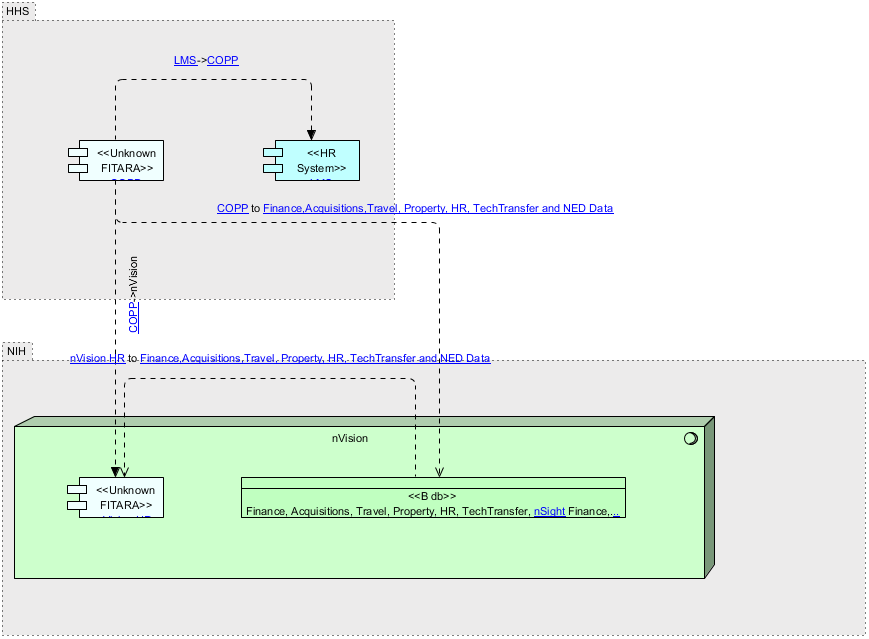 HHS
LMS->COPP
<<Unknown
FITARA>>
<<HR
System>>
COPP to Finance,Acquisitions,Travel, Property, HR, TechTransfer and NED Data
COPP->nVision
NIH
nVision HR to Finance,Acquisitions,Travel, Property, HR, TechTransfer and NED Data
nVision
<<Unknown
FITARA>>
<<B db>>
Finance, Acquisitions, Travel, Property, HR, TechTransfer, nSight Finance,...